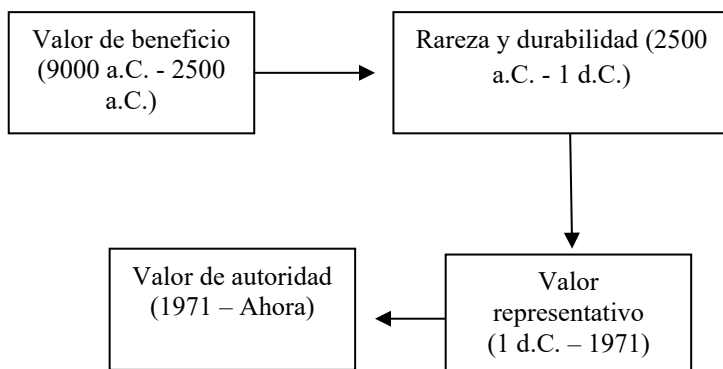 Valor de beneficio
(9000 a.C. - 2500
a.C.)
Rareza y durabilidad (2500
a.C. - 1 d.C.)
Valor
representativo
(1 d.C. – 1971)
Valor de autoridad
(1971 – Ahora)